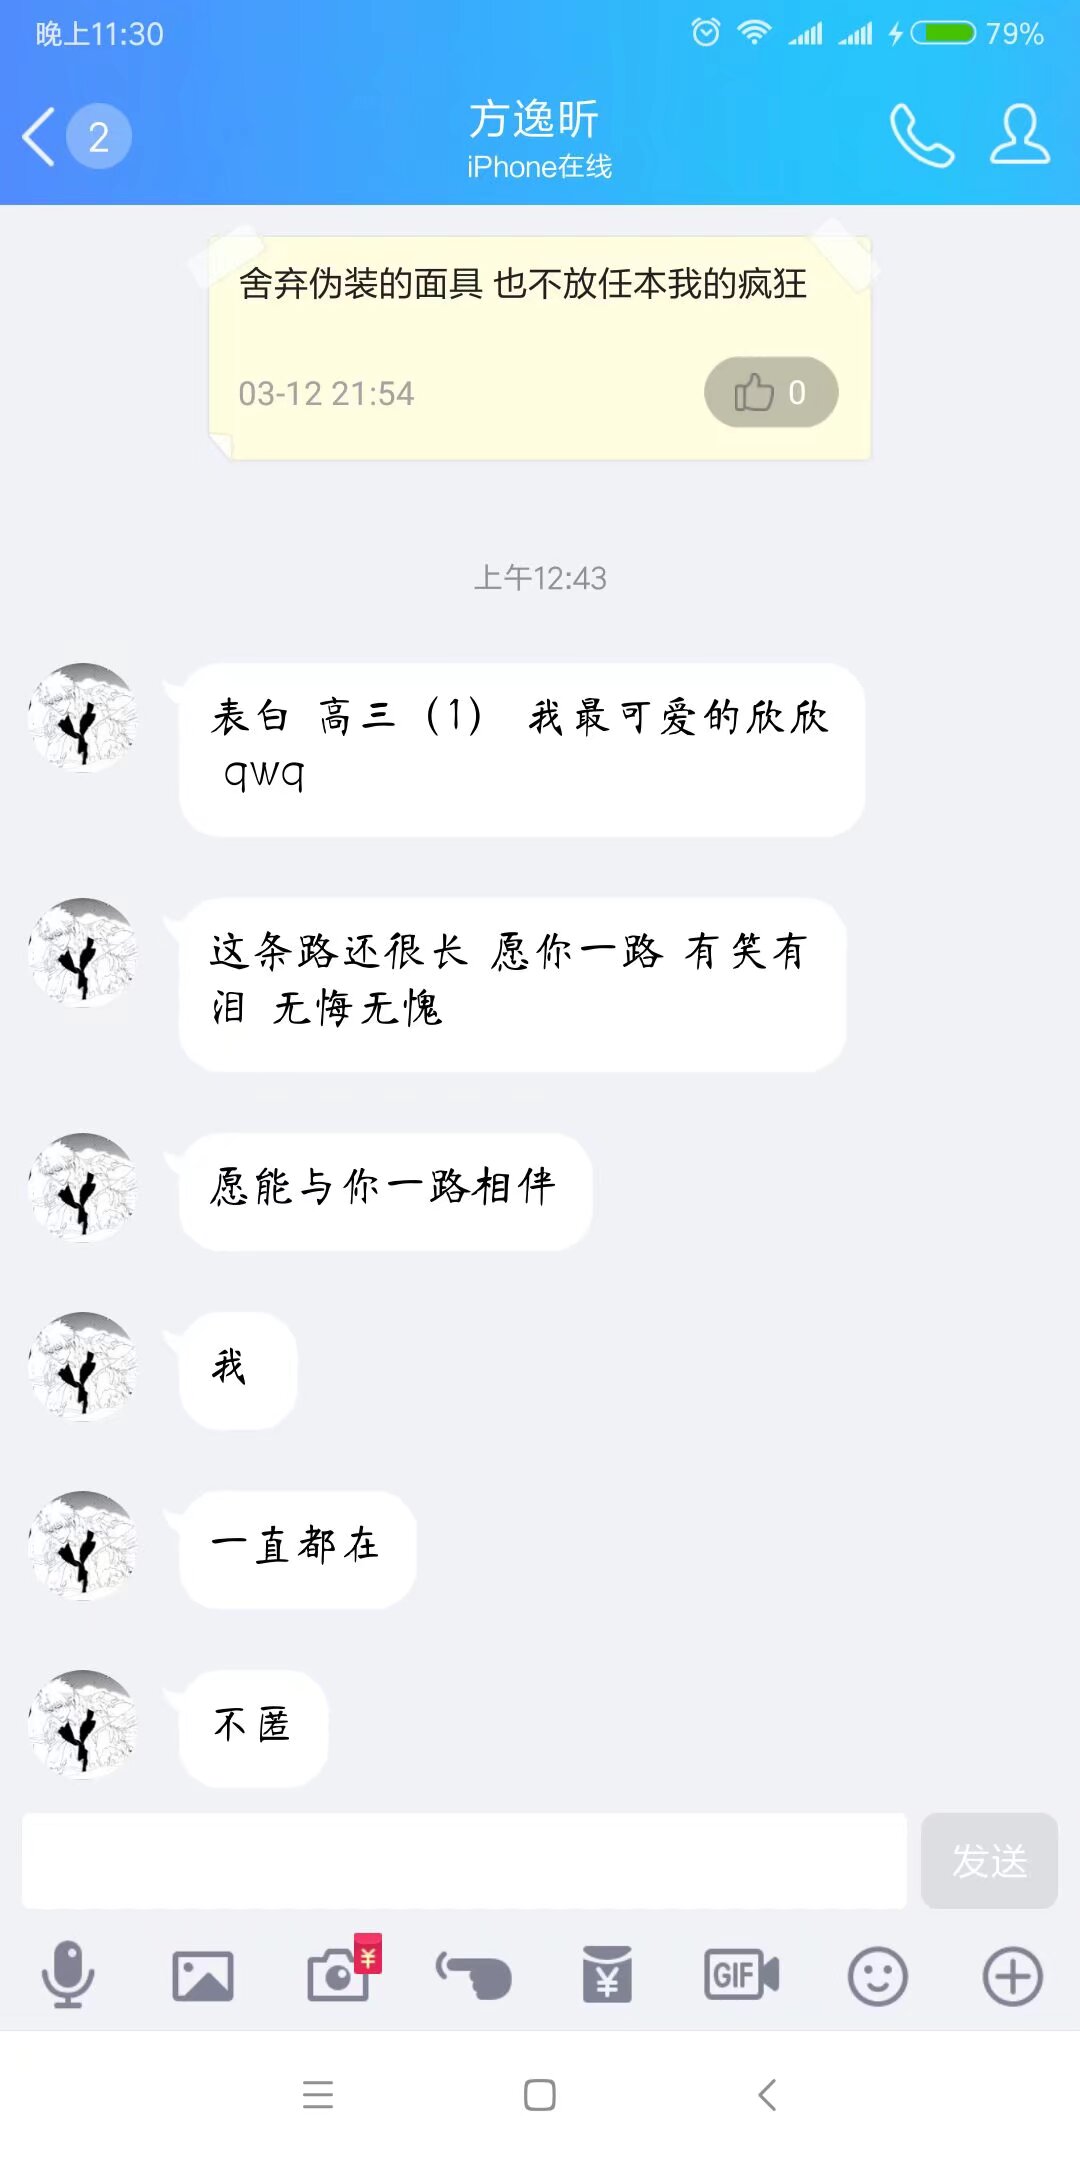 晚上11:30
79%
2
方逸昕
iPhone在线
舍弃伪装的面具 也不放任本我的疯狂
03-12 21:54
0
上午12:43
表白 高三（1） 我最可爱的欣欣
qwq
这条路还很长 愿你一路 有笑有
泪 无悔无愧
愿能与你一路相伴
我
一直都在
不匿
发送
¥
¥
GIF